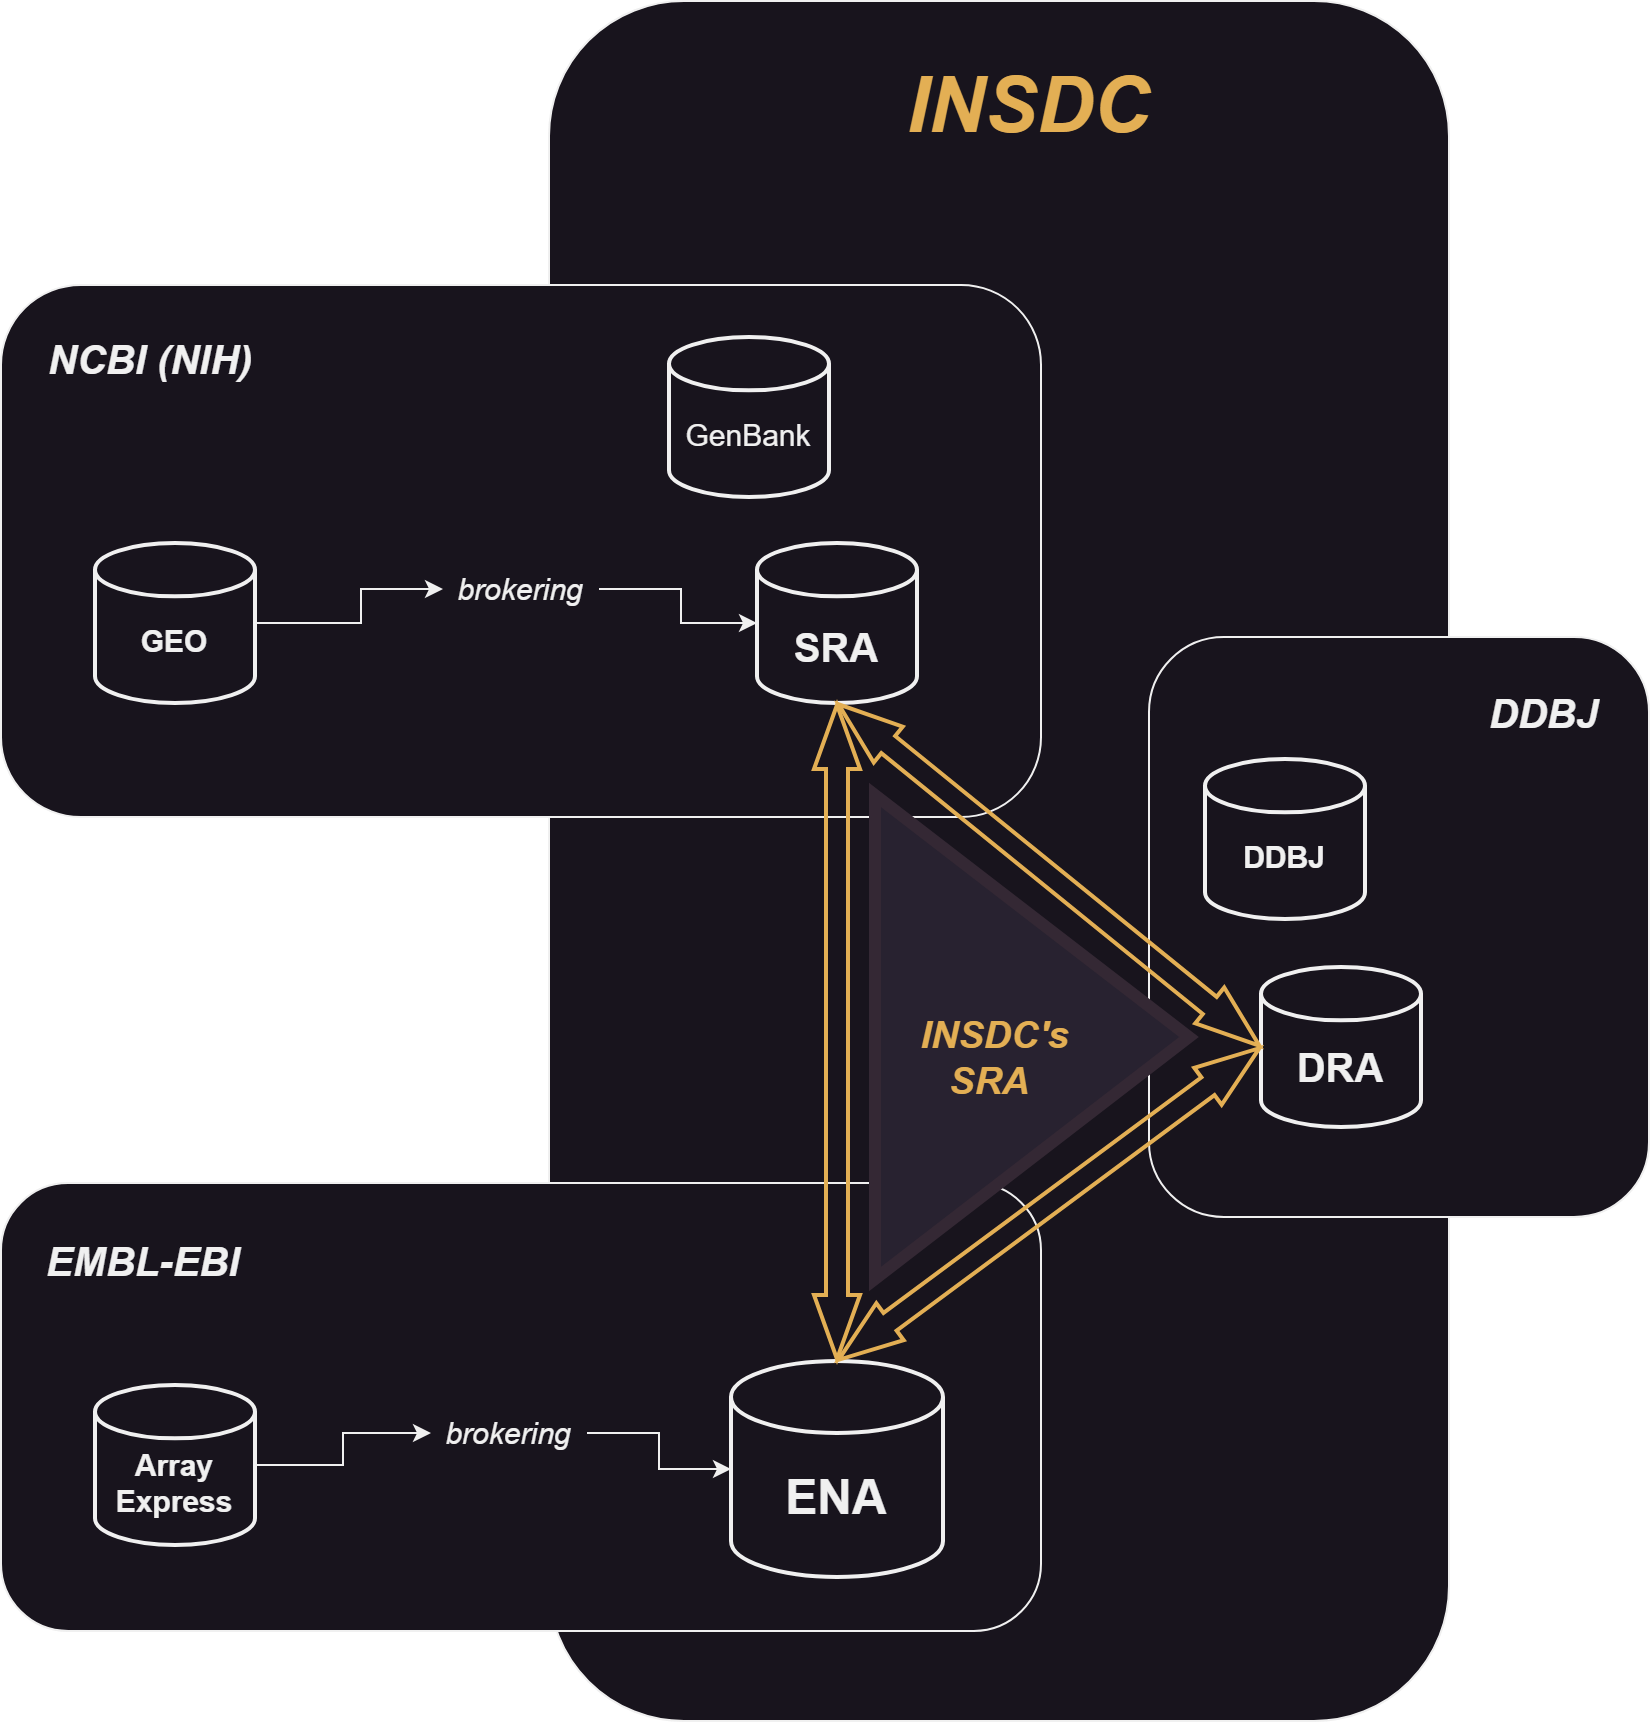 INSDC
NCBI (NIH)
GenBank
GEO
brokering
SRA
DDBJ
DDBJ
DRA
INSDC's
SRA
EMBL-EBI
Array
Express
brokering
ENA